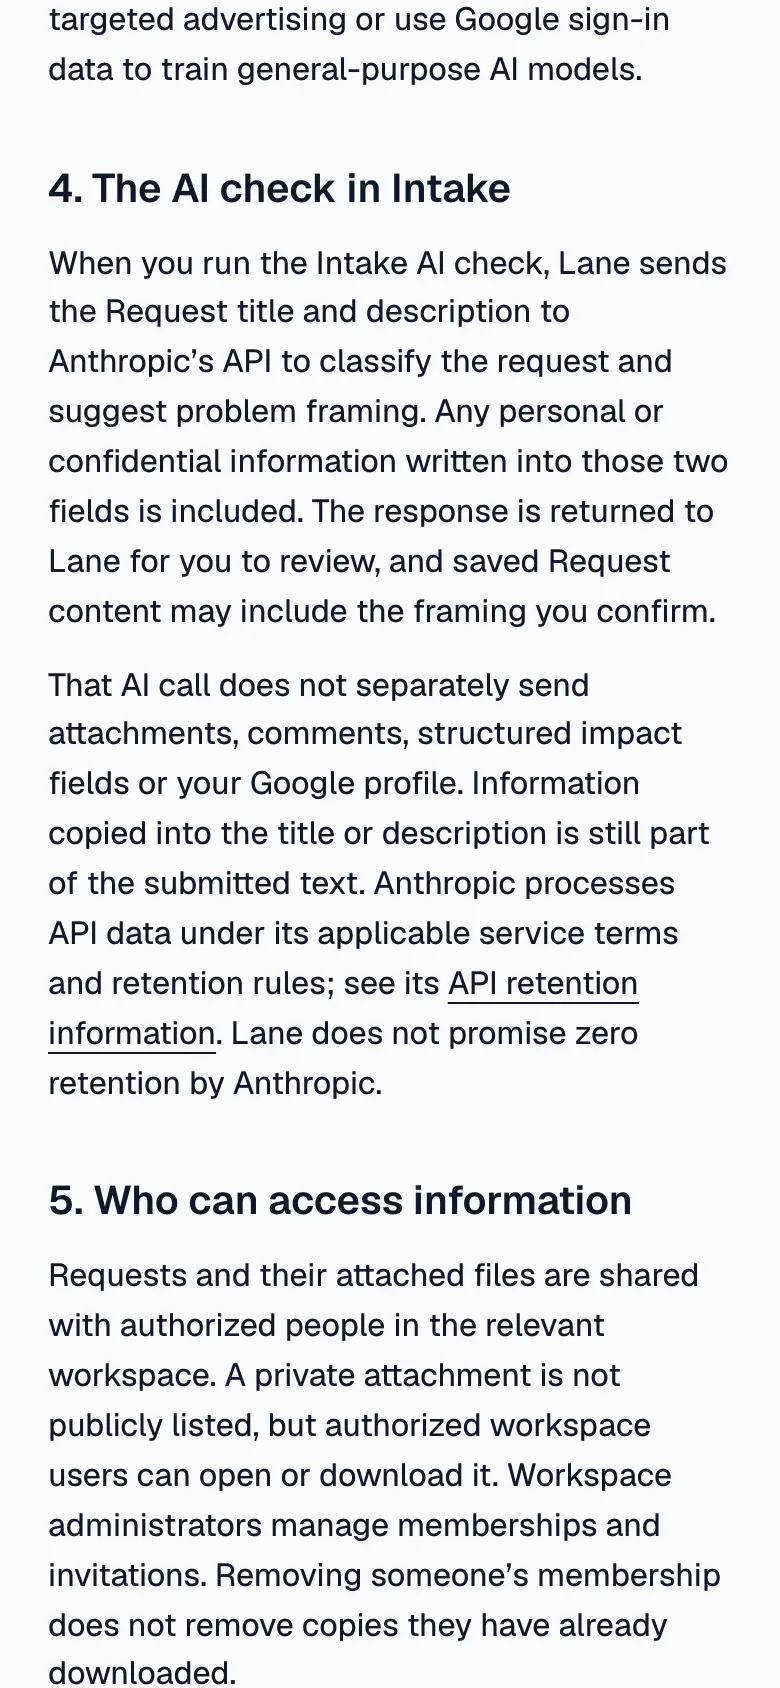 targeted advertising or use Google sign-in
data to train general-purpose AI models.
4. The AI check in Intake
When you run the Intake AI check, Lane sends
the Request title and description to
Anthropic’s API to classify the request and
suggest problem framing. Any personal or
confidential information written into those two
fields is included. The response is returned to
Lane for you to review, and saved Request
content may include the framing you confirm.
That AI call does not separately send
attachments, comments, structured impact
fields or your Google profile. Information
copied into the title or description is still part
of the submitted text. Anthropic processes
API data under its applicable service terms
and retention rules; see its API retention
information. Lane does not promise zero
retention by Anthropic.
5. Who can access information
Requests and their attached files are shared
with authorized people in the relevant
workspace. A private attachment is not
publicly listed, but authorized workspace
users can open or download it. Workspace
administrators manage memberships and
invitations. Removing someone’s membership
does not remove copies they have already
downloaded.